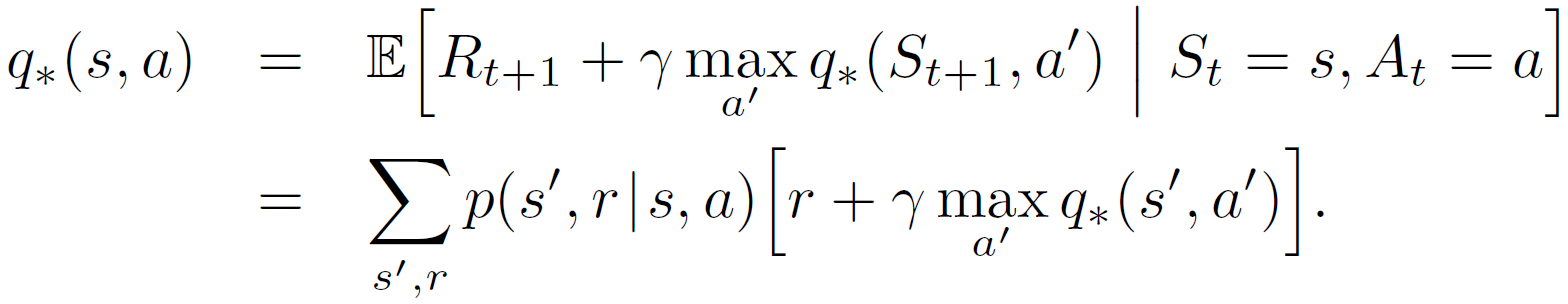 q_*(s, a) = 𝔼[R_{t+1} + γ max_{a′} q_*(S_{t+1}, a′) | S_t = s, A_t = a]
= ∑_{s′,r} p(s′, r | s, a)[r + γ max_{a′} q_*(s′, a′)].